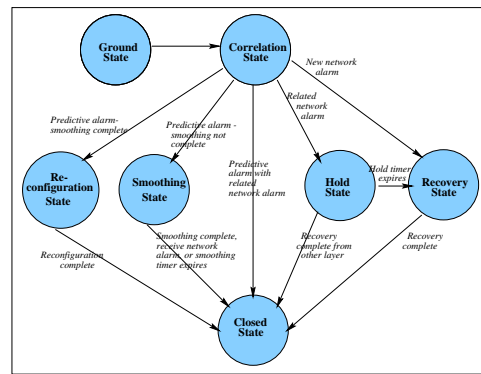 Ground
State
Correlation
State
New network
alarm
Related
network
alarm
Predictive alarm-
smoothing complete
Predictive alarm -
smoothing not
complete
Predictive
alarm with
related
network alarm
Hold timer
expires
Re-
configuration
State
Smoothing
State
Hold
State
Recovery
State
Reconfiguration
complete
Smoothing complete,
receive network
alarm, or smoothing
timer expires
Recovery
complete from
other layer
Recovery
complete
Closed
State